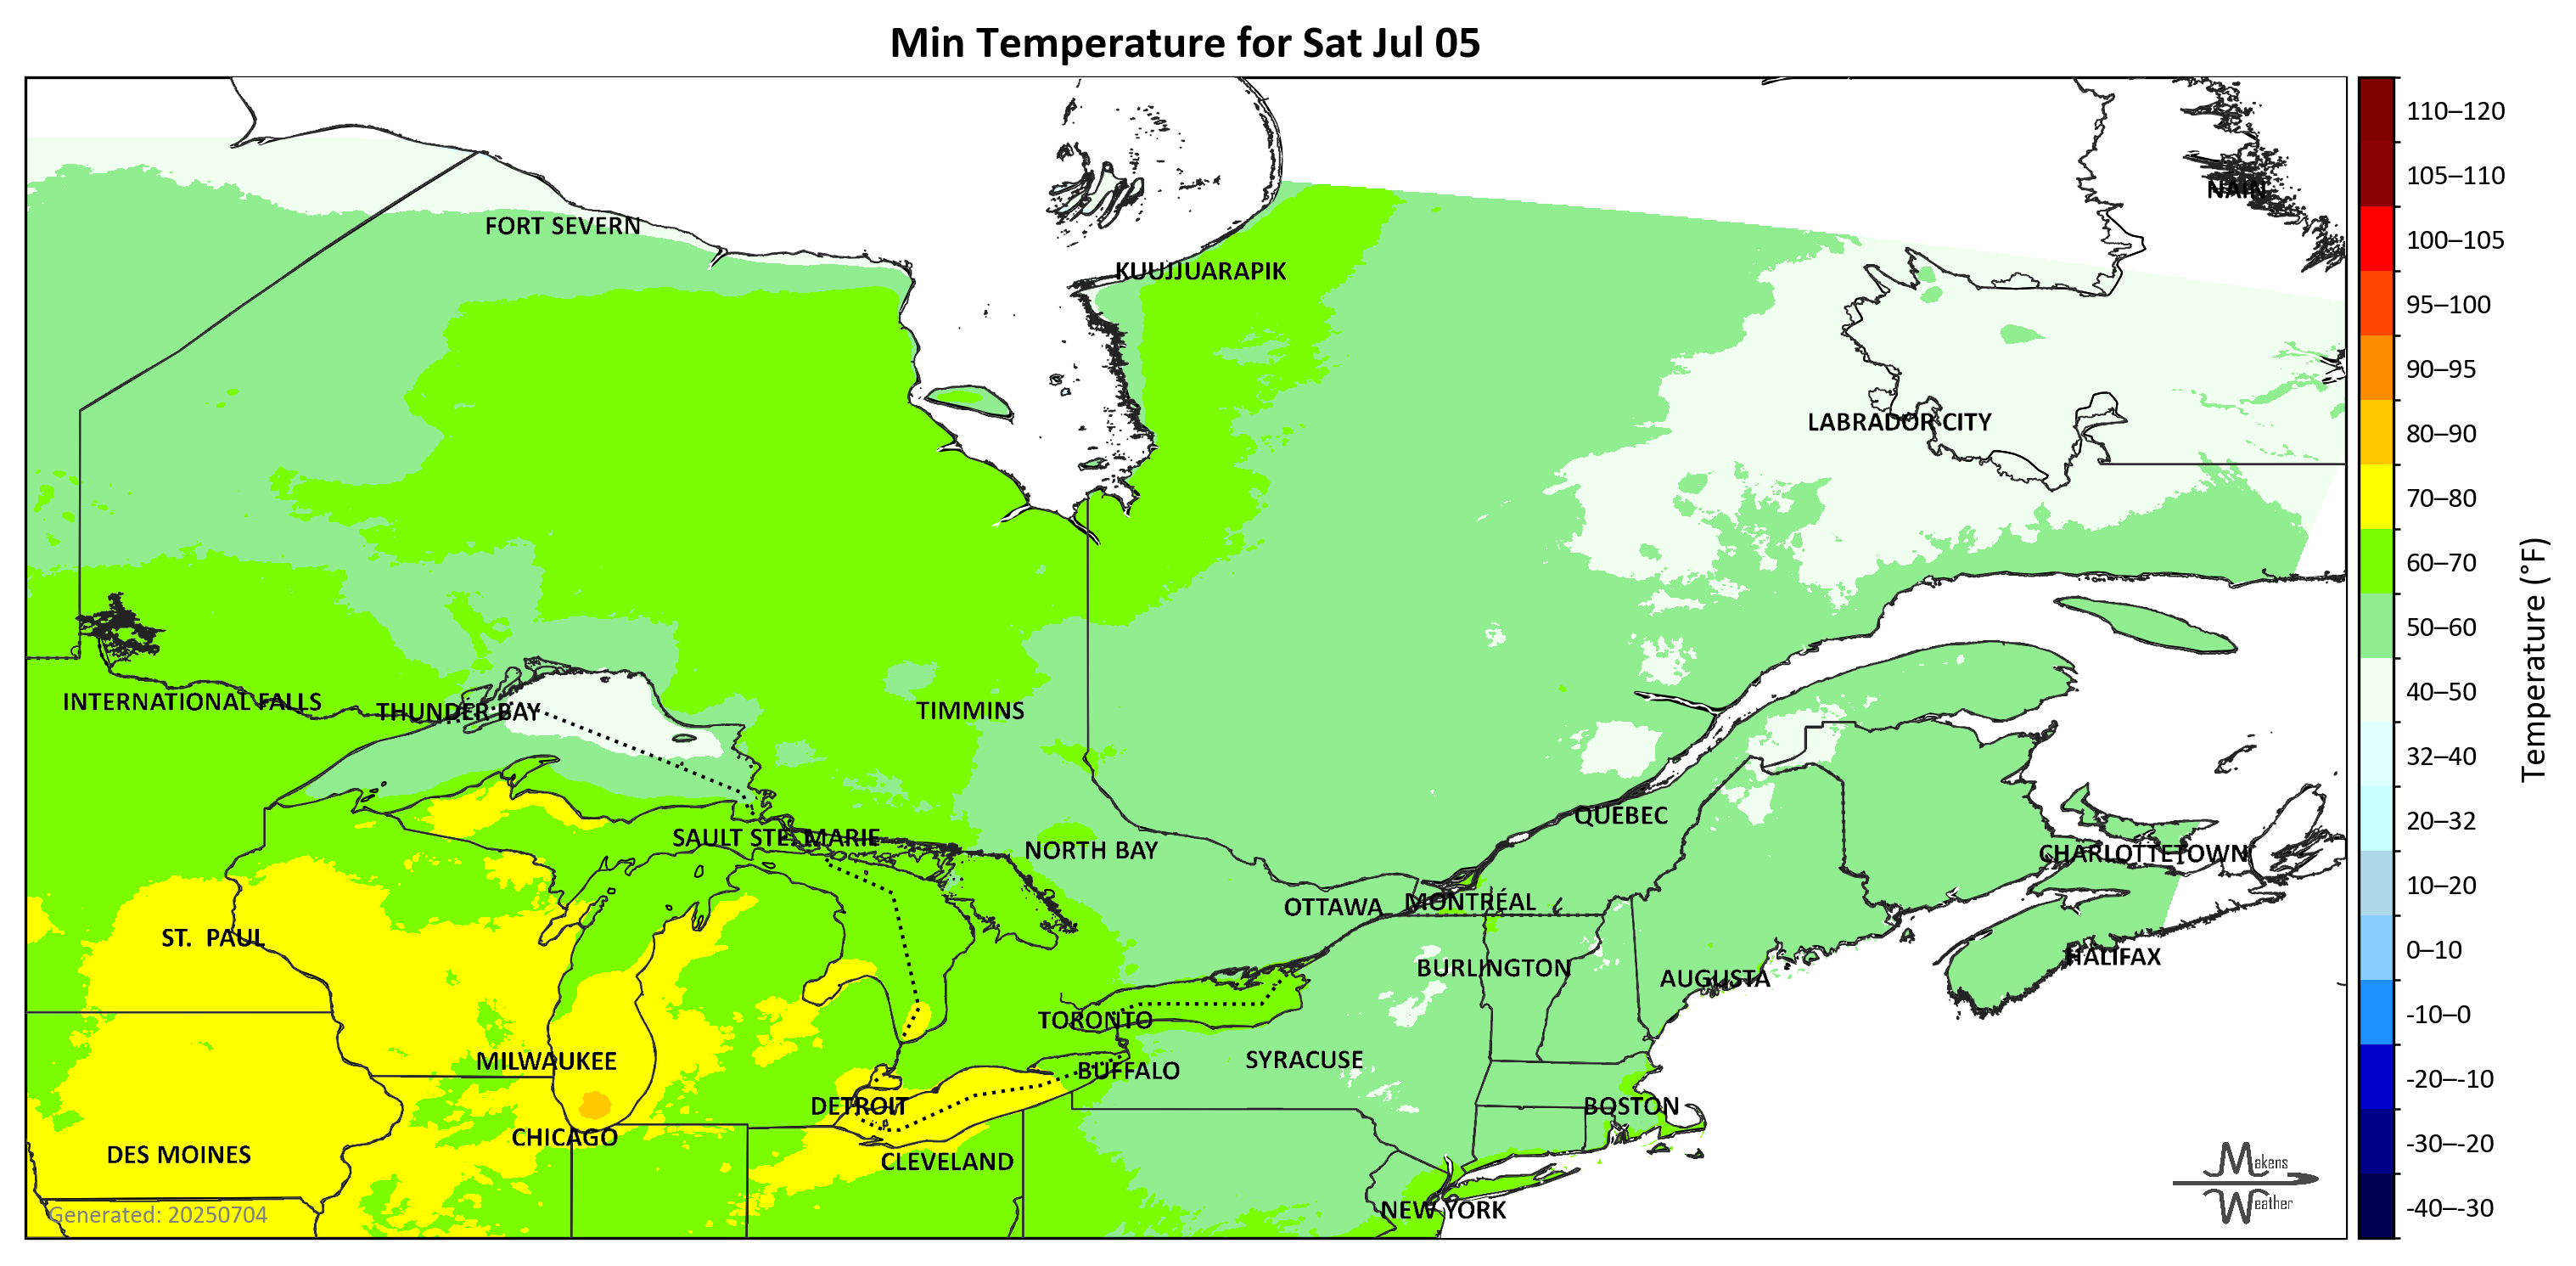 Min Temperature for Sat Jul 05
110–120
105–110
NAIN
FORT SEVERN
100–105
KUUJJUARAPIK
95–100
90–95
LABRADOR CITY
80–90
70–80
60–70
50–60
Temperature (°F)
40–50
INTERNATIONAL FALLS
THUNDER BAY
TIMMINS
32–40
QUÉBEC
20–32
SAULT STE. MARIE
NORTH BAY
CHARLOTTETOWN
10–20
OTTAWA
MONTRÉAL
ST. PAUL
0–10
HALIFAX
BURLINGTON
AUGUSTA
-10–0
TORONTO
MILWAUKEE
SYRACUSE
BUFFALO
-20–-10
DETROIT
BOSTON
CHICAGO
-30–-20
DES MOINES
CLEVELAND
Makens
Weather
NEW YORK
-40–-30
Generated: 20250704